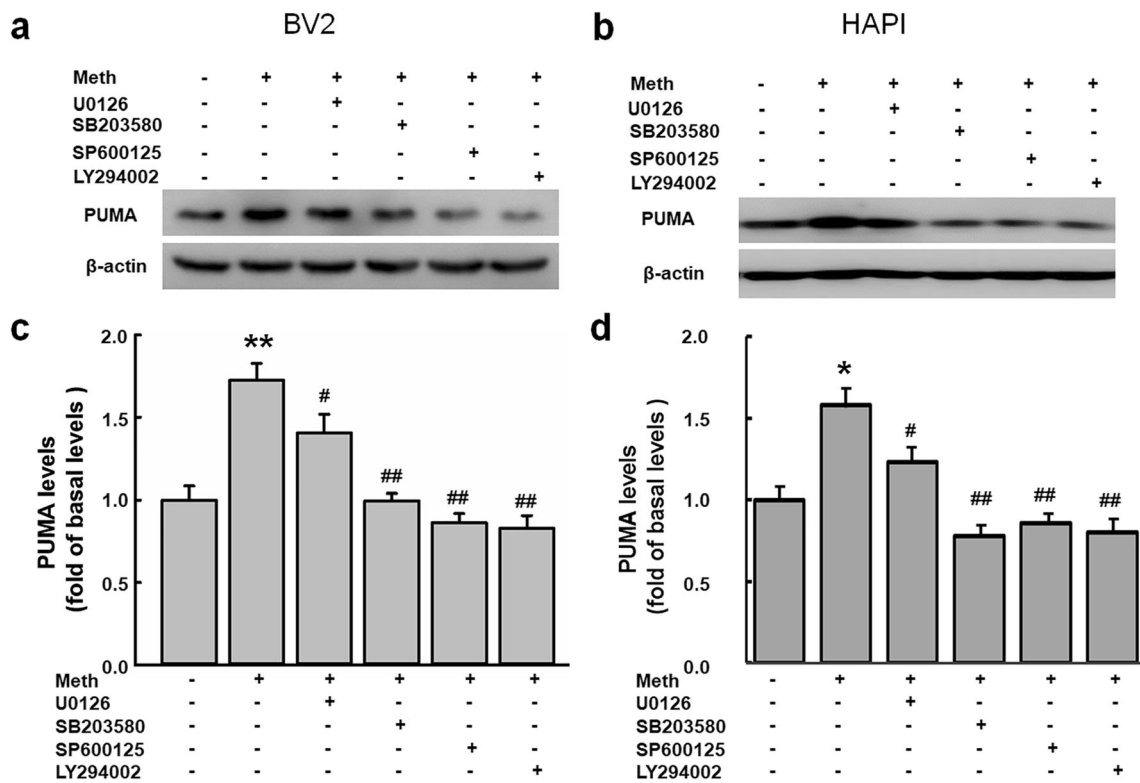 a
BV2
Meth - + + + + +
U0126 - - + - - -
SB203580 - - - + - -
SP600125 - - - - + -
LY294002 - - - - - +
PUMA
β-actin
b
HAPI
Meth - + + + + +
U0126 - - + - - -
SB203580 - - - + - -
SP600125 - - - - + -
LY294002 - - - - - +
PUMA
β-actin
c
PUMA levels
(fold of basal levels )
2.0
1.5
1.0
0.5
0.0
** # ## ## ##
Meth - + + + + +
U0126 - - + - - -
SB203580 - - - + - -
SP600125 - - - - + -
LY294002 - - - - - +
d
PUMA levels
(fold of basal levels )
2.0
1.5
1.0
0.5
0.0
* # ## ## ##
Meth - + + + + +
U0126 - - + - - -
SB203580 - - - + - -
SP600125 - - - - + -
LY294002 - - - - - +